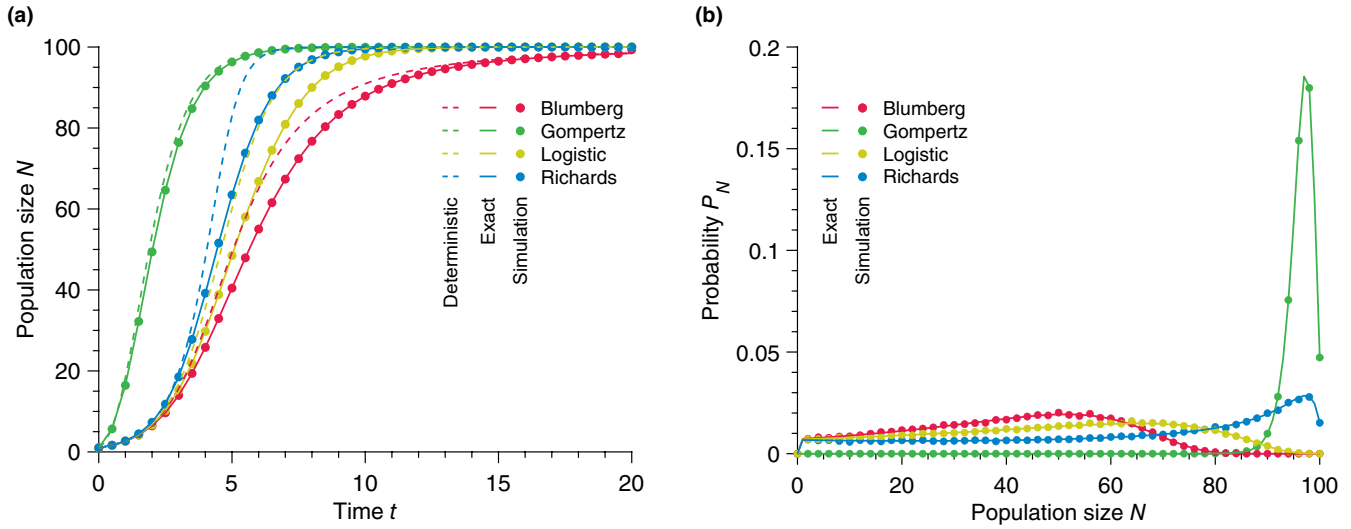 (a)
Population size N
100
80
60
40
20
0
0 5 10 15 20
Time t
Blumberg
Gompertz
Logistic
Richards
Deterministic
Exact
Simulation
(b)
Probability P_N
0.2
0.15
0.1
0.05
0
0 20 40 60 80 100
Population size N
Blumberg
Gompertz
Logistic
Richards
Exact
Simulation